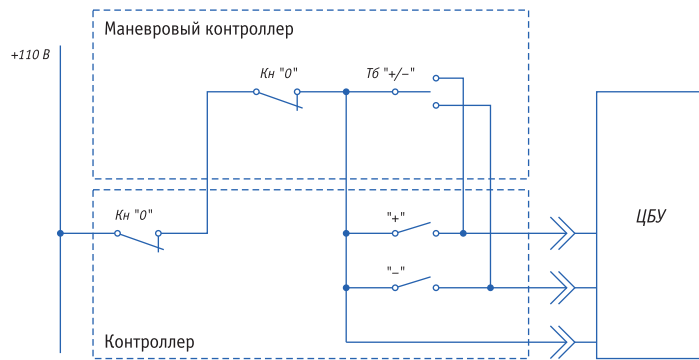 Маневровый контроллер
+110 В
Кн "0"
Тб "+/–"
Кн "0"
"+"
ЦБУ
"–"
Контроллер